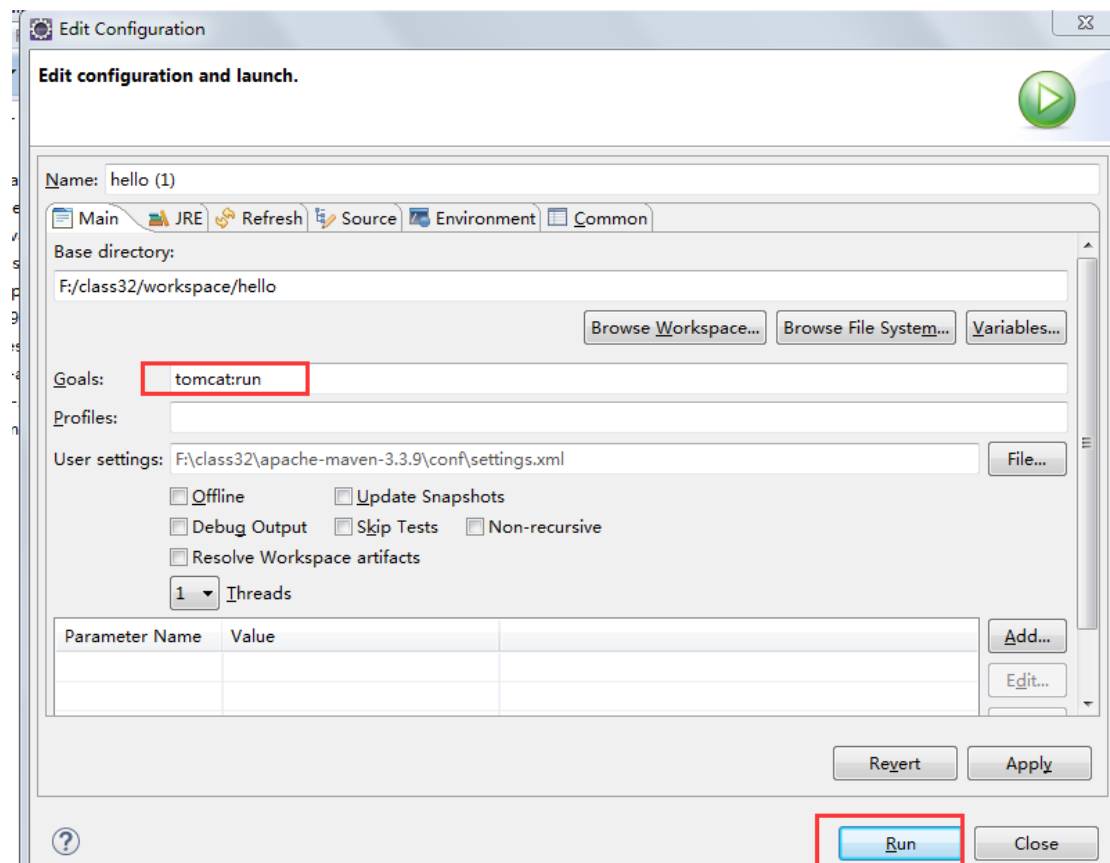 Edit Configuration
Edit configuration and launch.
Name: hello (1)
Main JRE Refresh Source Environment Common
Base directory:
F:/class32/workspace/hello
Browse Workspace... Browse File System... Variables...
Goals: tomcat:run
Profiles:
User settings: F:\class32\apache-maven-3.3.9\conf\settings.xml File...
Offline Update Snapshots
Debug Output Skip Tests Non-recursive
Resolve Workspace artifacts
1 Threads
Parameter Name Value Add...
Edit...
Revert Apply
? Run Close